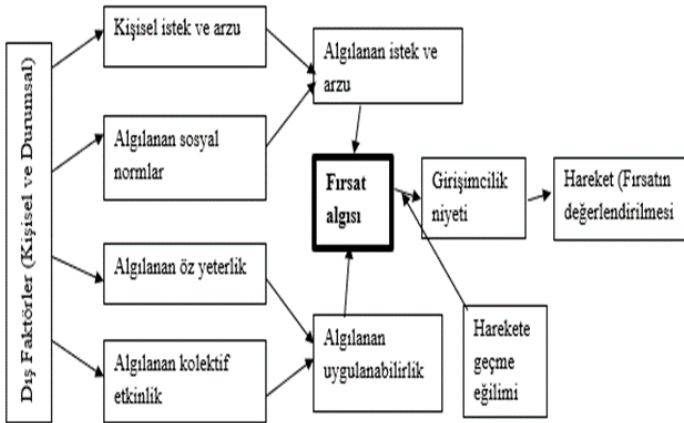 Dış Faktörler (Kişisel ve Durumsal)
Kişisel istek ve arzu
Algılanan sosyal
normlar
Algılanan öz yeterlik
Algılanan kolektif
etkinlik
Algılanan istek ve
arzu
Fırsat
algısı
Algılanan
uygulanabilirlik
Girişimcilik
niyeti
Harekete
geçme
eğilimi
Hareket (Fırsatın
değerlendirilmesi